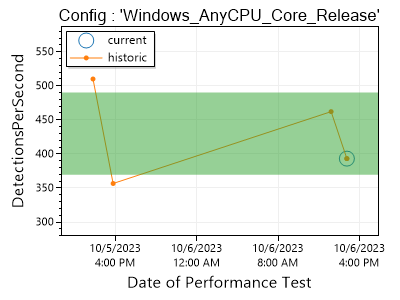 Config : 'Windows_AnyCPU_Core_Release'
current
historic
DetectionsPerSecond
550
500
450
400
350
300
10/5/2023 10/6/2023 10/6/2023 10/6/2023
4:00 PM 12:00 AM 8:00 AM 4:00 PM
Date of Performance Test